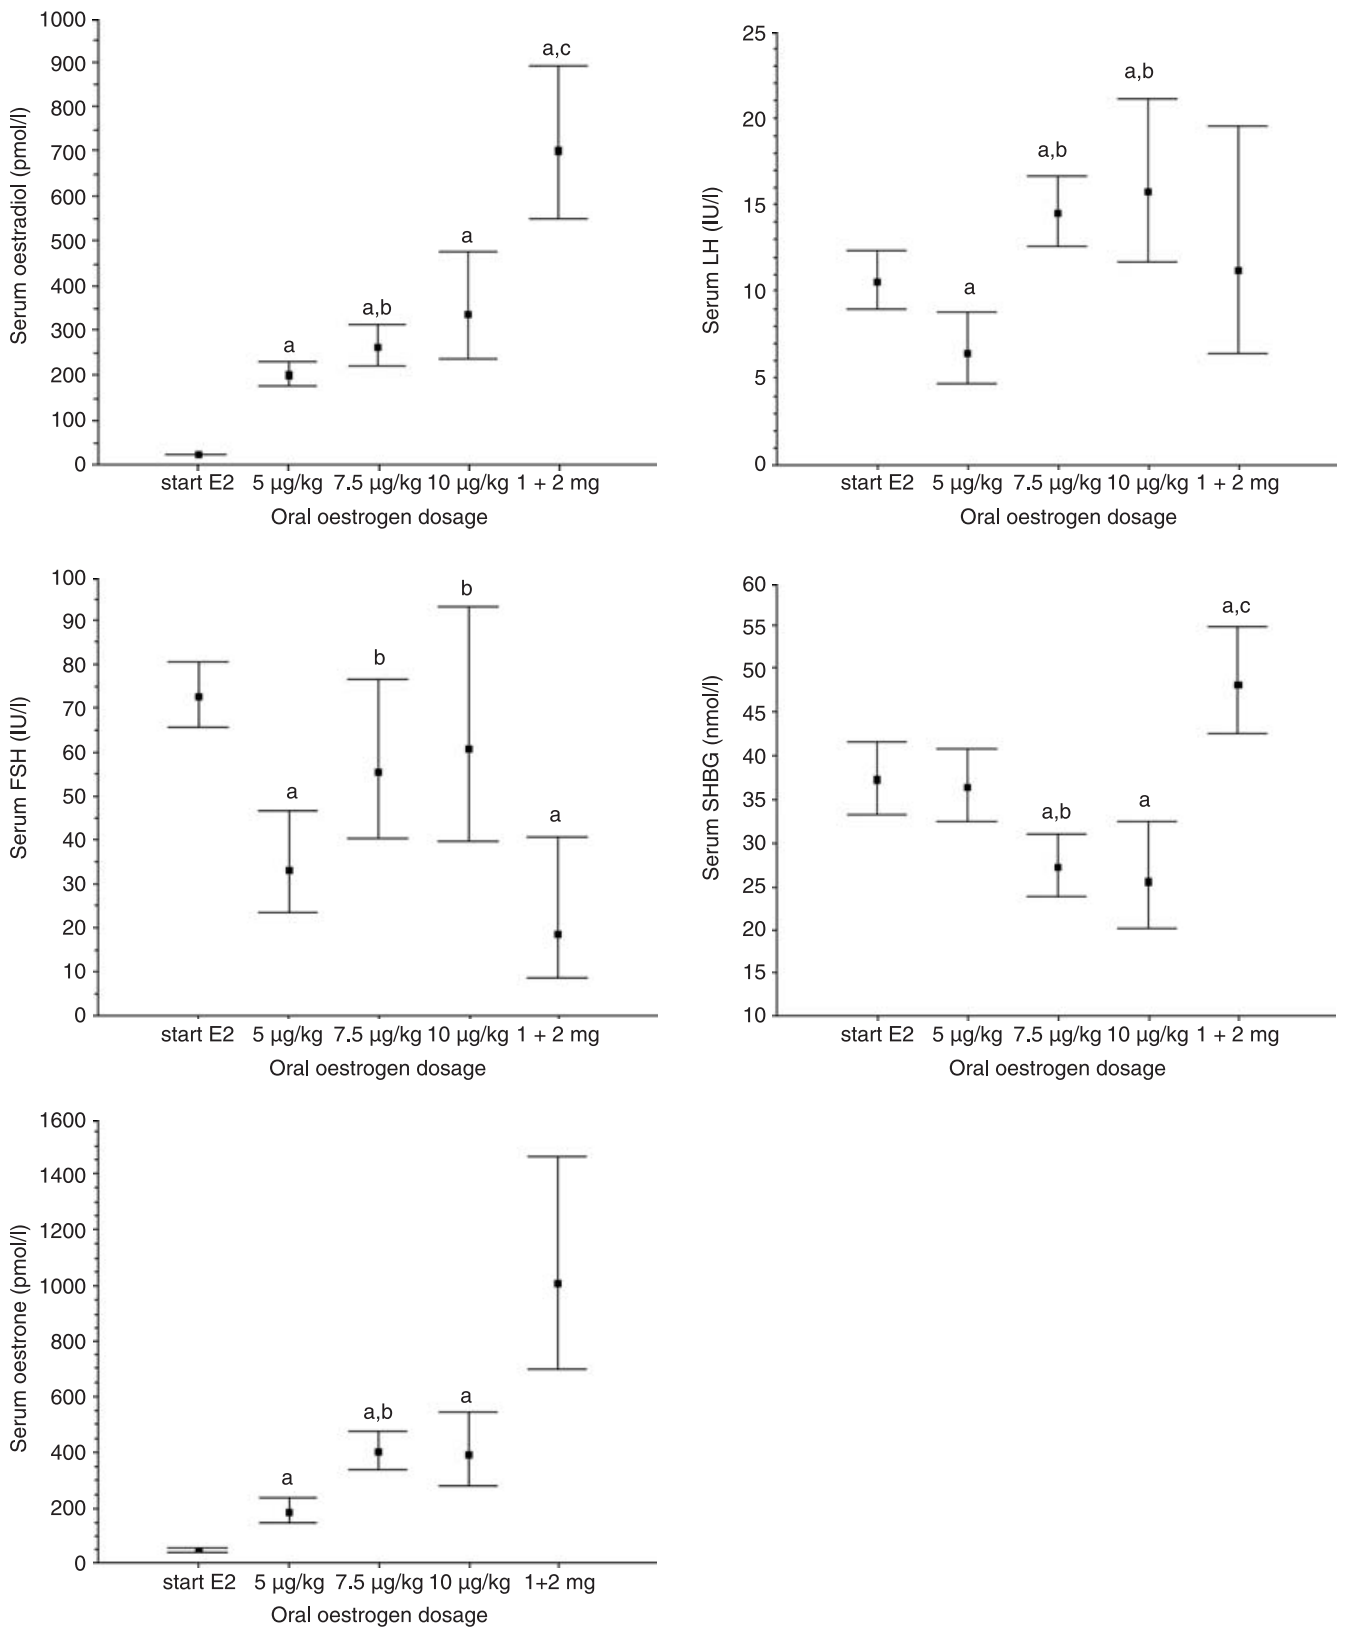 Serum oestradiol (pmol/l)
1000
900
800
700
600
500
400
300
200
100
0
a
a,b
a
a,c
start E2 5 µg/kg 7.5 µg/kg 10 µg/kg 1 + 2 mg
Oral oestrogen dosage
Serum LH (IU/l)
25
20
15
10
5
0
a
a,b
a,b
start E2 5 µg/kg 7.5 µg/kg 10 µg/kg 1 + 2 mg
Oral oestrogen dosage
Serum FSH (IU/l)
100
90
80
70
60
50
40
30
20
10
0
a
b
b
a
start E2 5 µg/kg 7.5 µg/kg 10 µg/kg 1 + 2 mg
Oral oestrogen dosage
Serum SHBG (nmol/l)
60
55
50
45
40
35
30
25
20
15
10
a,b
a
a,c
start E2 5 µg/kg 7.5 µg/kg 10 µg/kg 1 + 2 mg
Oral oestrogen dosage
Serum oestrone (pmol/l)
1600
1400
1200
1000
800
600
400
200
0
a
a,b
a
start E2 5 µg/kg 7.5 µg/kg 10 µg/kg 1+2 mg
Oral oestrogen dosage